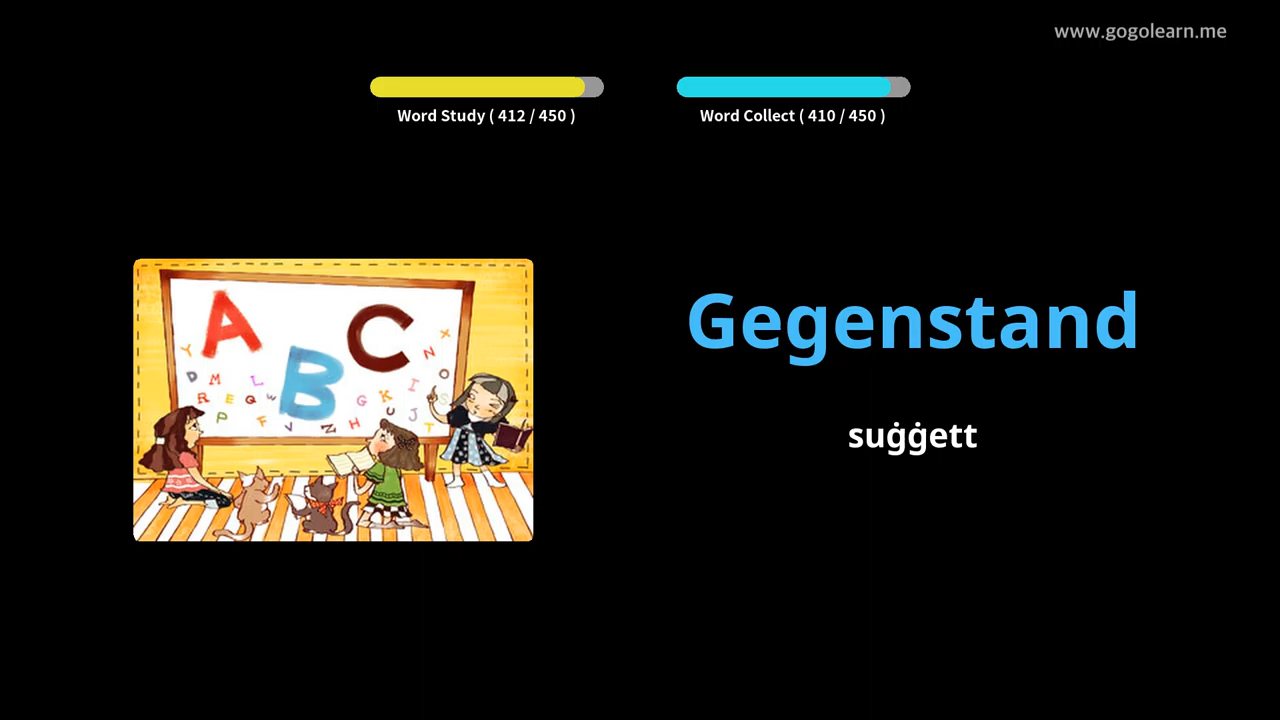 www.gogolearn.me
Word Study ( 412 / 450 )
Word Collect ( 410 / 450 )
Gegenstand
suġġett
A
B
C
Y
D
M
L
R
E
Q
W
P
F
V
Z
H
G
K
I
U
J
T
S
O
N
X